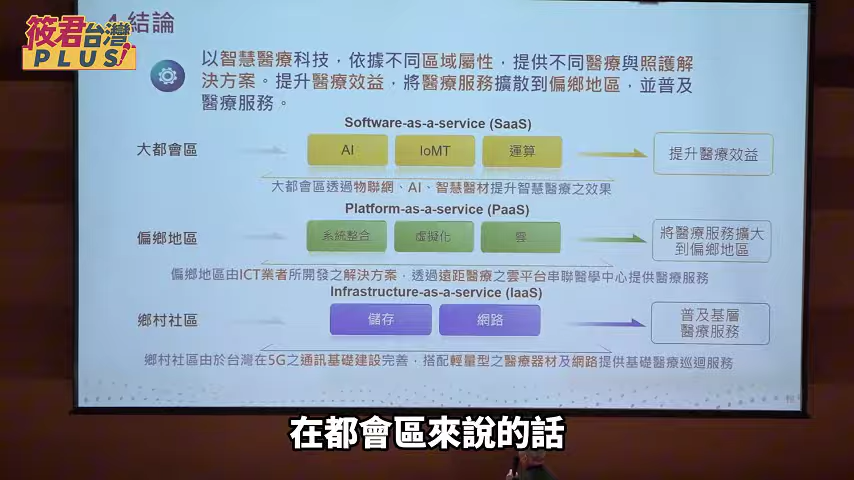 筱君台灣
PLUS!
結論
以智慧醫療科技，依據不同區域屬性，提供不同醫療與照護解
決方案。提升醫療效益，將醫療服務擴散到偏鄉地區，並普及
醫療服務。
Software-as-a-service (SaaS)
大都會區
AI
IoMT
運算
提升醫療效益
大都會區透過物聯網、AI、智慧醫材提升智慧醫療之效果
Platform-as-a-service (PaaS)
偏鄉地區
系統整合
虛擬化
雲
將醫療服務擴大
到偏鄉地區
偏鄉地區由ICT業者所開發之解決方案，透過遠距醫療之雲平台串聯醫學中心提供醫療服務
Infrastructure-as-a-service (IaaS)
鄉村社區
儲存
網路
普及基層
醫療服務
鄉村社區由於台灣在5G之通訊基礎建設完善，搭配輕量型之醫療器材及網路提供基礎醫療巡迴服務
在都會區來說的話